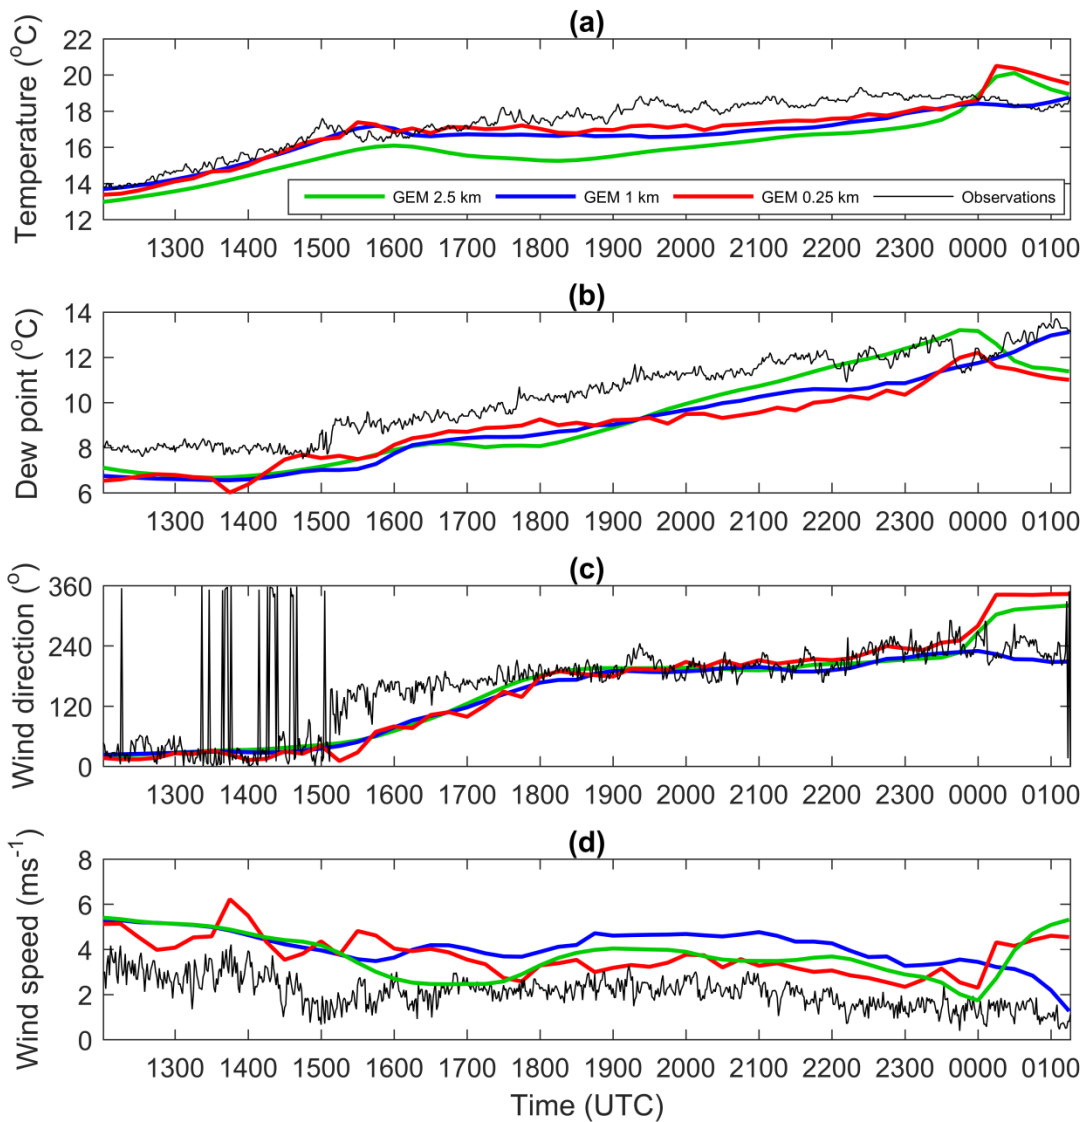 (a)
Temperature (°C)
22
20
18
16
14
12
GEM 2.5 km GEM 1 km GEM 0.25 km Observations
1300 1400 1500 1600 1700 1800 1900 2000 2100 2200 2300 0000 0100
(b)
Dew point (°C)
14
12
10
8
6
1300 1400 1500 1600 1700 1800 1900 2000 2100 2200 2300 0000 0100
(c)
Wind direction (°)
360
240
120
0
1300 1400 1500 1600 1700 1800 1900 2000 2100 2200 2300 0000 0100
(d)
Wind speed (ms⁻¹)
8
6
4
2
0
1300 1400 1500 1600 1700 1800 1900 2000 2100 2200 2300 0000 0100
Time (UTC)